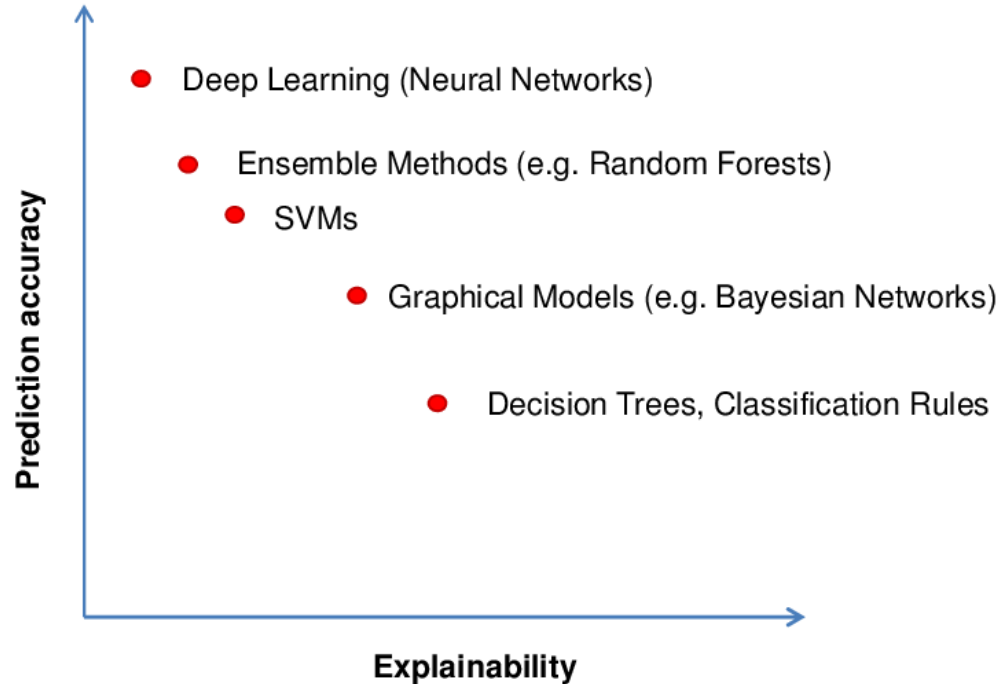 Deep Learning (Neural Networks)
Ensemble Methods (e.g. Random Forests)
SVMs
Graphical Models (e.g. Bayesian Networks)
Decision Trees, Classification Rules
Prediction accuracy
Explainability